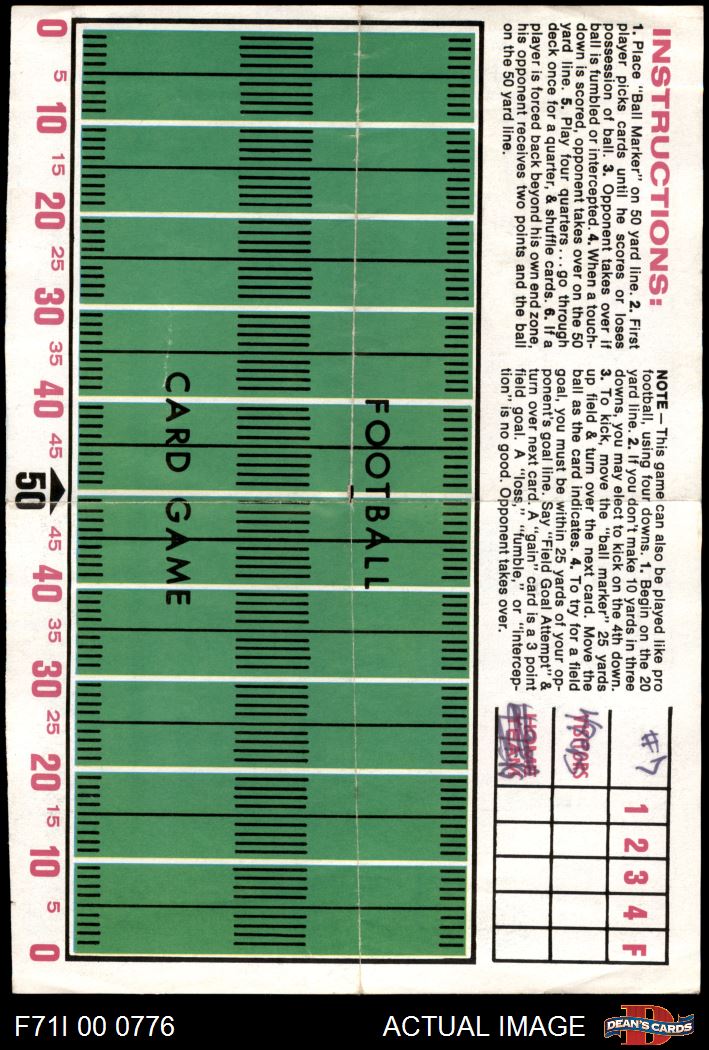 INSTRUCTIONS:
1. Place "Ball Marker" on 50 yard line. 2. First
player picks cards until he scores or loses
possession of ball. 3. Opponent takes over if
ball is fumbled or intercepted. 4. When a touch-
down is scored, opponent takes over on the 50
yard line. 5. Play four quarters...go through
deck once for a quarter, & shuffle cards. 6. If a
player is forced back beyond his own end zone,
his opponent receives two points and the ball
on the 50 yard line.
NOTE — This game can also be played like pro
football, using four downs. 1. Begin on the 20
yard line. 2. If you don't make 10 yards in three
downs, you may elect to kick on the 4th down.
3. To kick, move the "ball marker" 25 yards
up field & turn over the next card. Move the
ball as the card indicates. 4. To try for a field
goal, you must be within 25 yards of your op-
ponent's goal line. Say "Field Goal Attempt" &
turn over next card. A "gain" card is a 3 point
field goal. A "loss," "fumble," or "intercep-
tion" is no good. Opponent takes over.
1 2 3 4 F
VISITORS
HOME
TEAM
FOOTBALL
CARD GAME
0 5 10 15 20 25 30 35 40 45 50 45 40 35 30 25 20 15 10 5 0
F71I 00 0776
ACTUAL IMAGE
D
DEAN'S CARDS